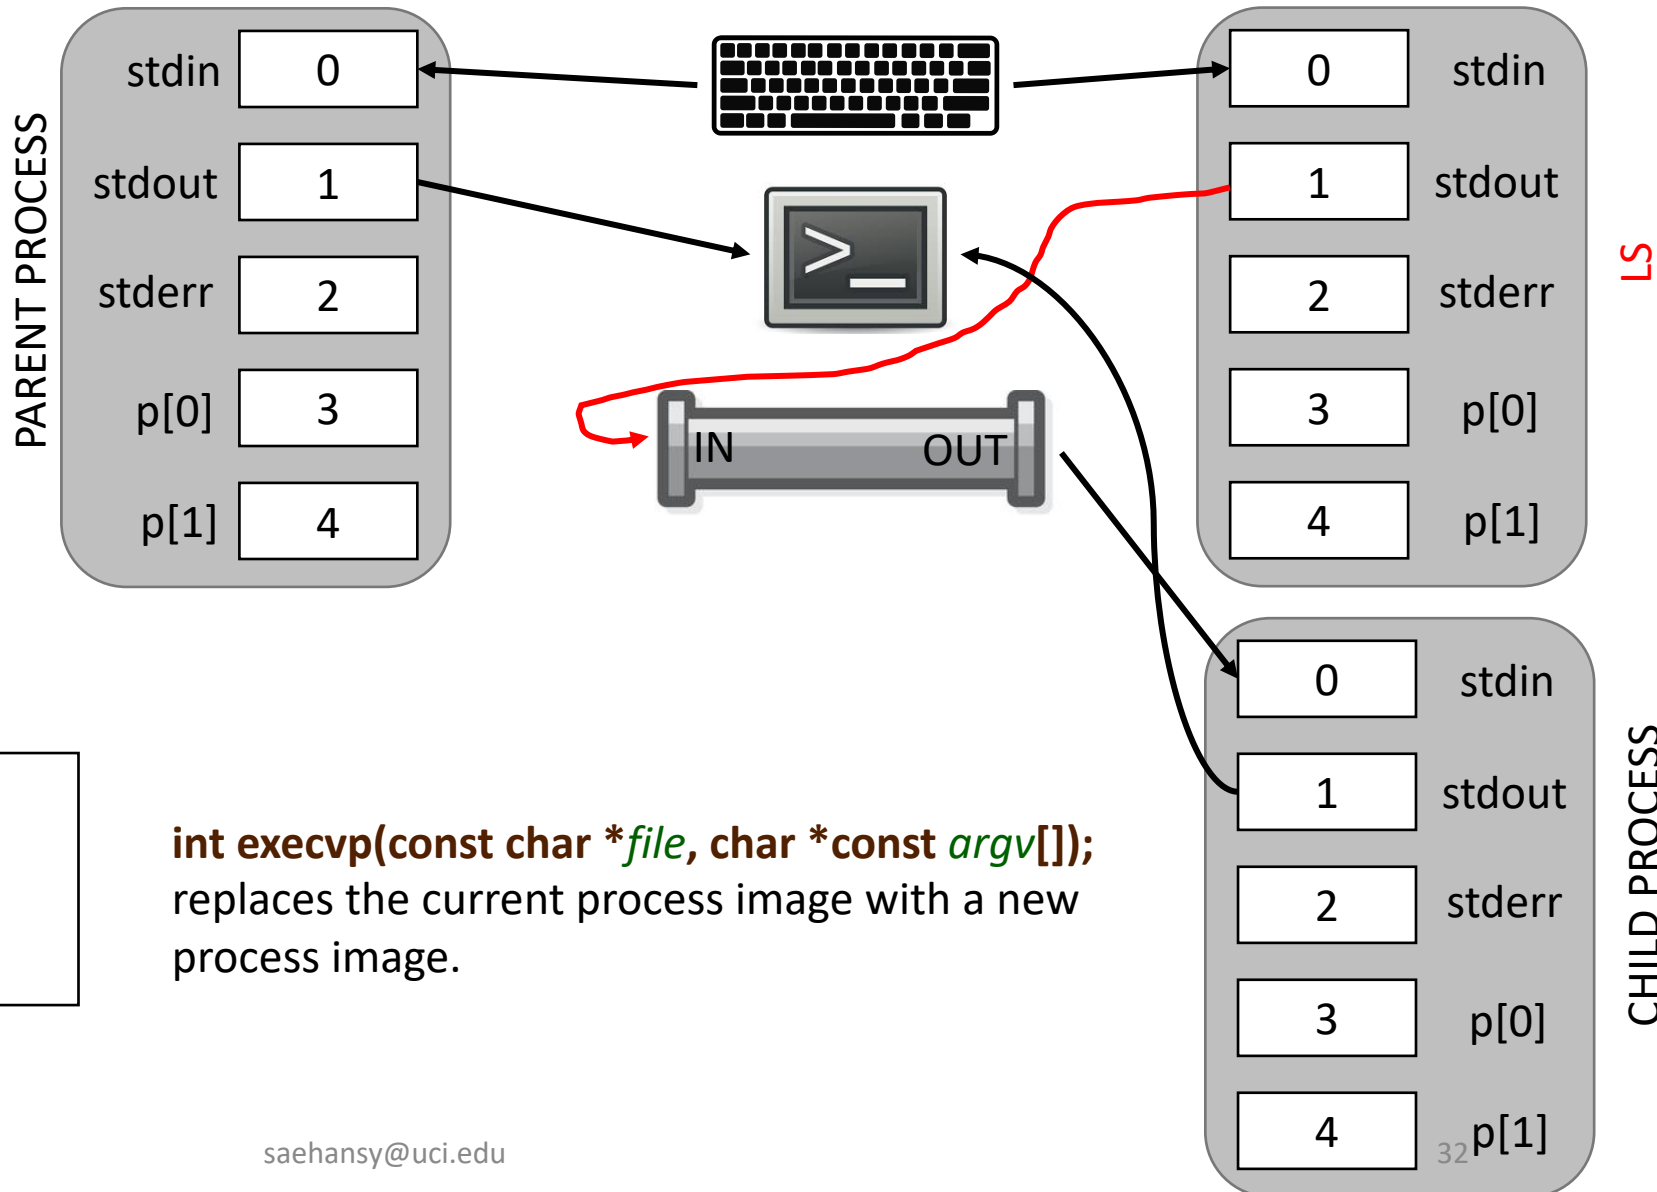 PARENT PROCESS
stdin 0
stdout 1
stderr 2
p[0] 3
p[1] 4
>_
IN OUT
0 stdin
1 stdout
2 stderr
3 p[0]
4 p[1]
LS
0 stdin
1 stdout
2 stderr
3 p[0]
4 p[1]
CHILD PROCESS
int execvp(const char *file, char *const argv[]);
replaces the current process image with a new
process image.
saehansy@uci.edu
32